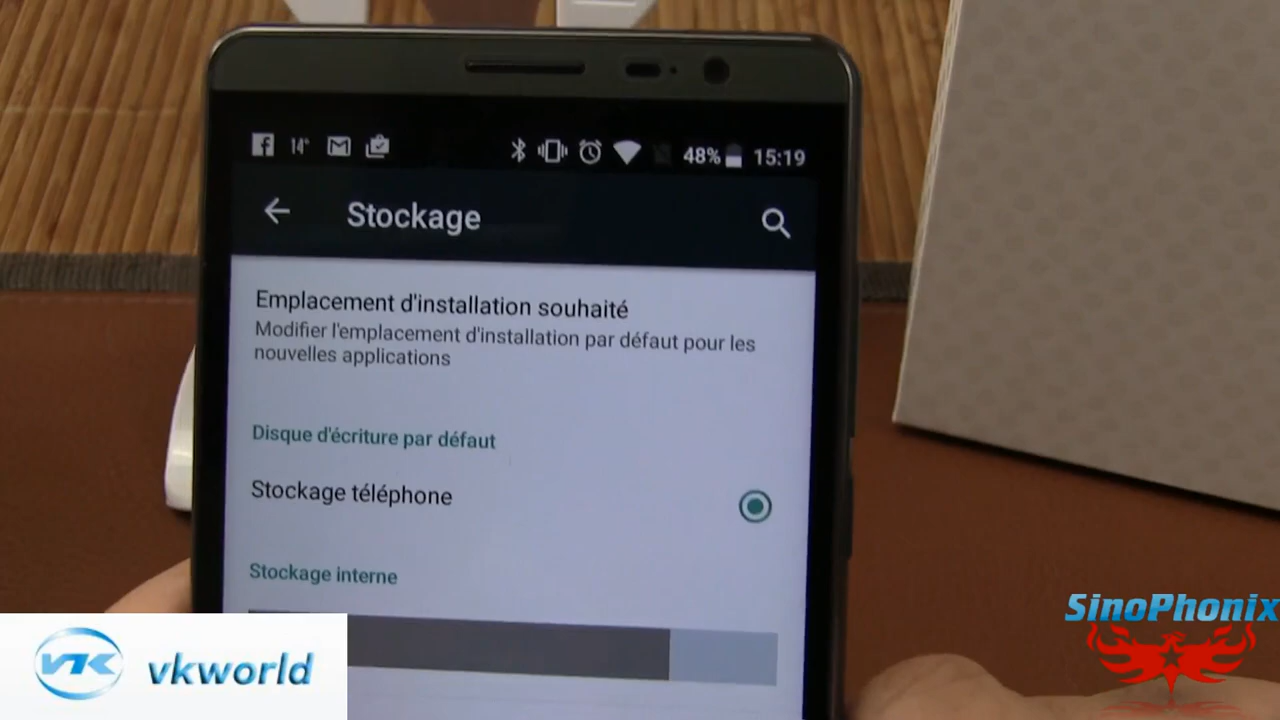 14°
48%
15:19
Stockage
Emplacement d'installation souhaité
Modifier l'emplacement d'installation par défaut pour les
nouvelles applications
Disque d'écriture par défaut
Stockage téléphone
Stockage interne
SinoPhonix
VK vkworld